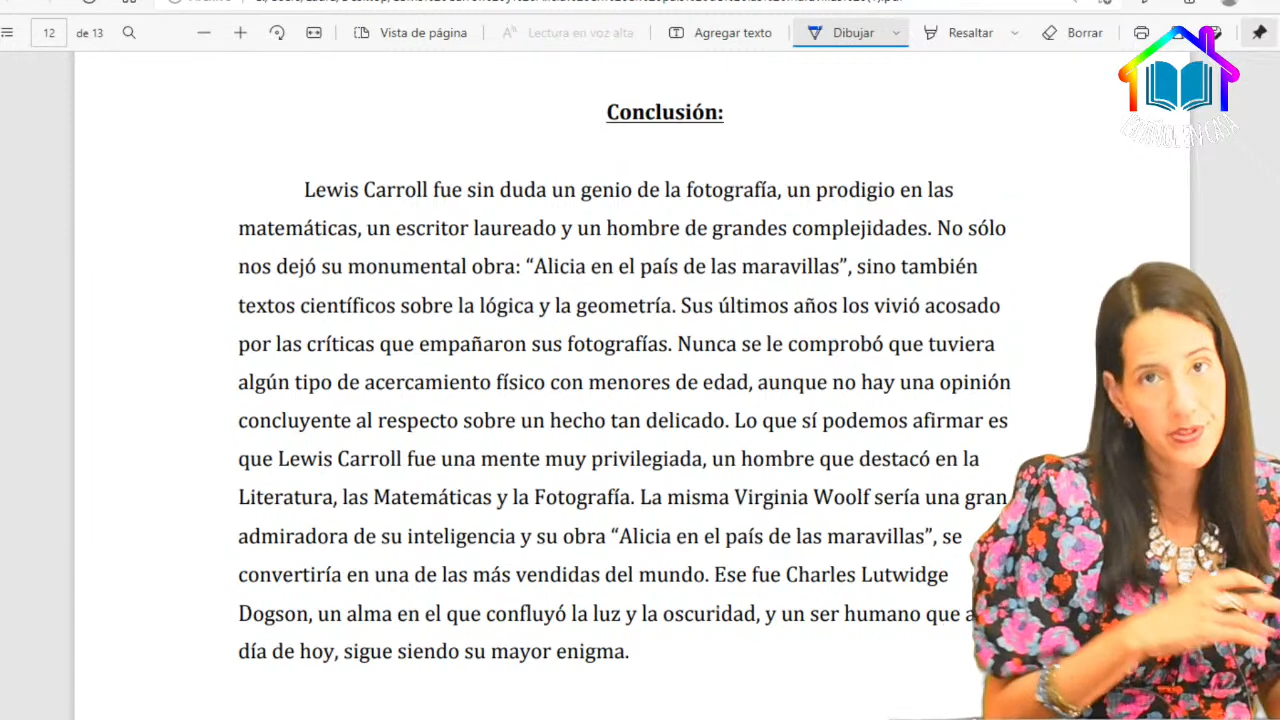 12 de 13 Vista de página Lectura en voz alta Agregar texto Dibujar Resaltar Borrar
Conclusión:
Lewis Carroll fue sin duda un genio de la fotografía, un prodigio en las
matemáticas, un escritor laureado y un hombre de grandes complejidades. No sólo
nos dejó su monumental obra: “Alicia en el país de las maravillas”, sino también
textos científicos sobre la lógica y la geometría. Sus últimos años los vivió acosado
por las críticas que empañaron sus fotografías. Nunca se le comprobó que tuviera
algún tipo de acercamiento físico con menores de edad, aunque no hay una opinión
concluyente al respecto sobre un hecho tan delicado. Lo que sí podemos afirmar es
que Lewis Carroll fue una mente muy privilegiada, un hombre que destacó en la
Literatura, las Matemáticas y la Fotografía. La misma Virginia Woolf sería una gran
admiradora de su inteligencia y su obra “Alicia en el país de las maravillas”, se
convertiría en una de las más vendidas del mundo. Ese fue Charles Lutwidge
Dogson, un alma en el que confluyó la luz y la oscuridad, y un ser humano que a
día de hoy, sigue siendo su mayor enigma.